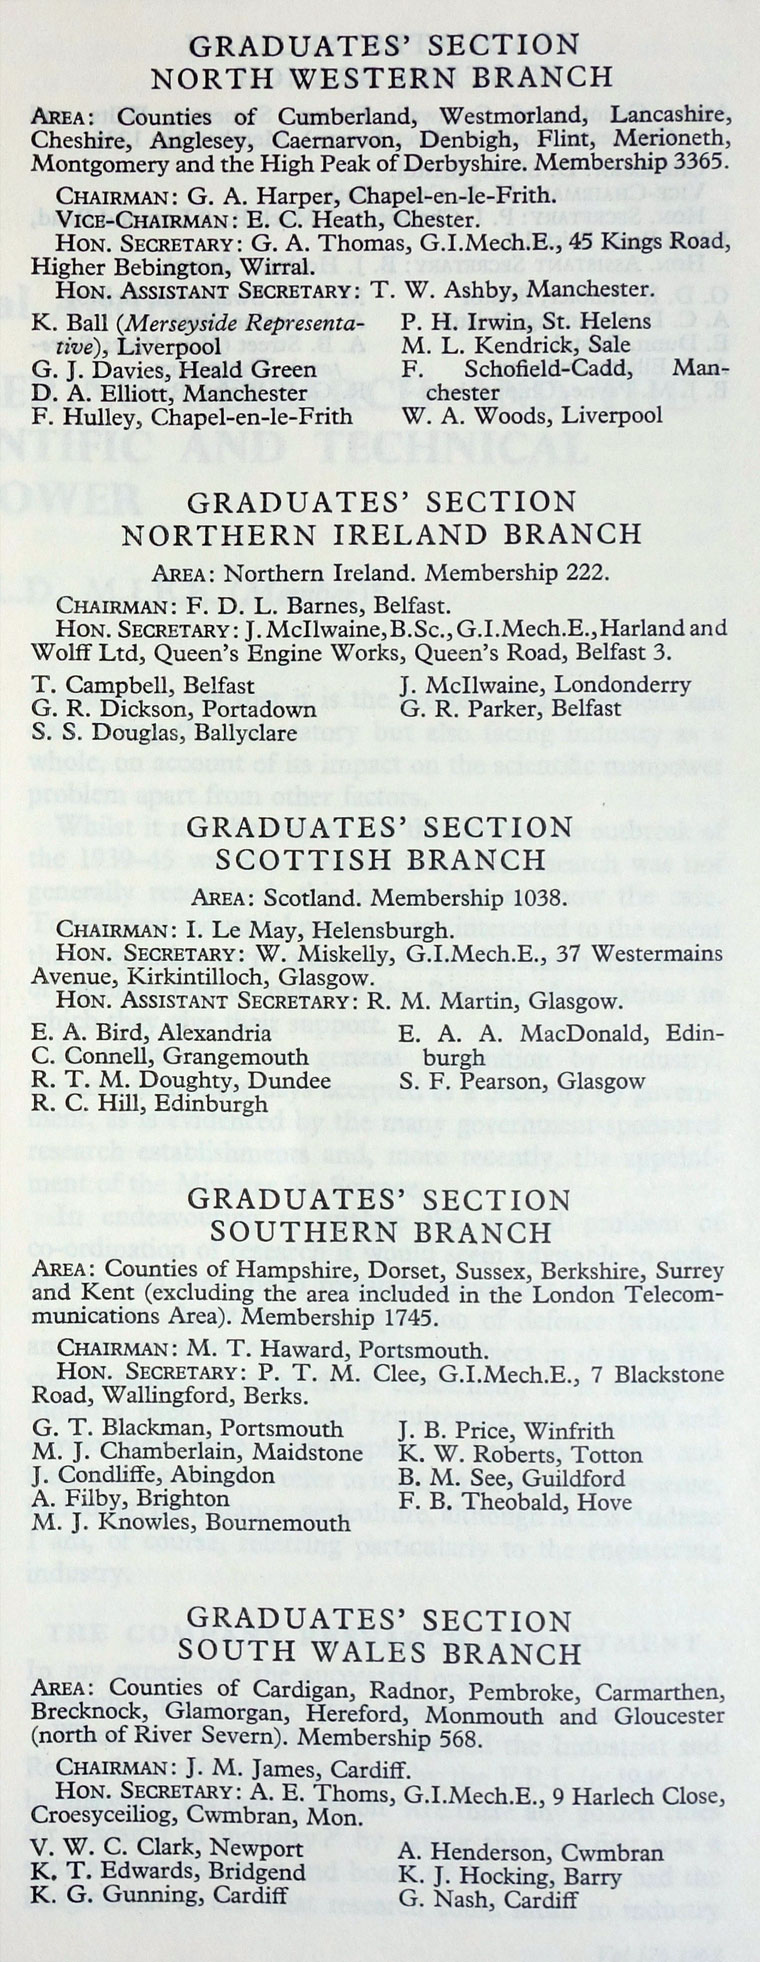 GRADUATES' SECTION
NORTH WESTERN BRANCH
AREA: Counties of Cumberland, Westmorland, Lancashire,
Cheshire, Anglesey, Caernarvon, Denbigh, Flint, Merioneth,
Montgomery and the High Peak of Derbyshire. Membership 3365.
CHAIRMAN: G. A. Harper, Chapel-en-le-Frith.
VICE-CHAIRMAN: E. C. Heath, Chester.
HON. SECRETARY: G. A. Thomas, G.I.Mech.E., 45 Kings Road,
Higher Bebington, Wirral.
HON. ASSISTANT SECRETARY: T. W. Ashby, Manchester.
K. Ball (Merseyside Representa-
tive), Liverpool
G. J. Davies, Heald Green
D. A. Elliott, Manchester
F. Hulley, Chapel-en-le-Frith
P. H. Irwin, St. Helens
M. L. Kendrick, Sale
F. Schofield-Cadd, Man-
chester
W. A. Woods, Liverpool
GRADUATES' SECTION
NORTHERN IRELAND BRANCH
AREA: Northern Ireland. Membership 222.
CHAIRMAN: F. D. L. Barnes, Belfast.
HON. SECRETARY: J. McIlwaine, B.Sc., G.I.Mech.E., Harland and
Wolff Ltd, Queen's Engine Works, Queen's Road, Belfast 3.
T. Campbell, Belfast
G. R. Dickson, Portadown
S. S. Douglas, Ballyclare
J. McIlwaine, Londonderry
G. R. Parker, Belfast
GRADUATES' SECTION
SCOTTISH BRANCH
AREA: Scotland. Membership 1038.
CHAIRMAN: I. Le May, Helensburgh.
HON. SECRETARY: W. Miskelly, G.I.Mech.E., 37 Westermains
Avenue, Kirkintilloch, Glasgow.
HON. ASSISTANT SECRETARY: R. M. Martin, Glasgow.
E. A. Bird, Alexandria
C. Connell, Grangemouth
R. T. M. Doughty, Dundee
R. C. Hill, Edinburgh
E. A. A. MacDonald, Edin-
burgh
S. F. Pearson, Glasgow
GRADUATES' SECTION
SOUTHERN BRANCH
AREA: Counties of Hampshire, Dorset, Sussex, Berkshire, Surrey
and Kent (excluding the area included in the London Telecom-
munications Area). Membership 1745.
CHAIRMAN: M. T. Haward, Portsmouth.
HON. SECRETARY: P. T. M. Clee, G.I.Mech.E., 7 Blackstone
Road, Wallingford, Berks.
G. T. Blackman, Portsmouth
M. J. Chamberlain, Maidstone
J. Condliffe, Abingdon
A. Filby, Brighton
M. J. Knowles, Bournemouth
J. B. Price, Winfrith
K. W. Roberts, Totton
B. M. See, Guildford
F. B. Theobald, Hove
GRADUATES' SECTION
SOUTH WALES BRANCH
AREA: Counties of Cardigan, Radnor, Pembroke, Carmarthen,
Brecknock, Glamorgan, Hereford, Monmouth and Gloucester
(north of River Severn). Membership 568.
CHAIRMAN: J. M. James, Cardiff.
HON. SECRETARY: A. E. Thoms, G.I.Mech.E., 9 Harlech Close,
Croesyceiliog, Cwmbran, Mon.
V. W. C. Clark, Newport
K. T. Edwards, Bridgend
K. G. Gunning, Cardiff
A. Henderson, Cwmbran
K. J. Hocking, Barry
G. Nash, Cardiff